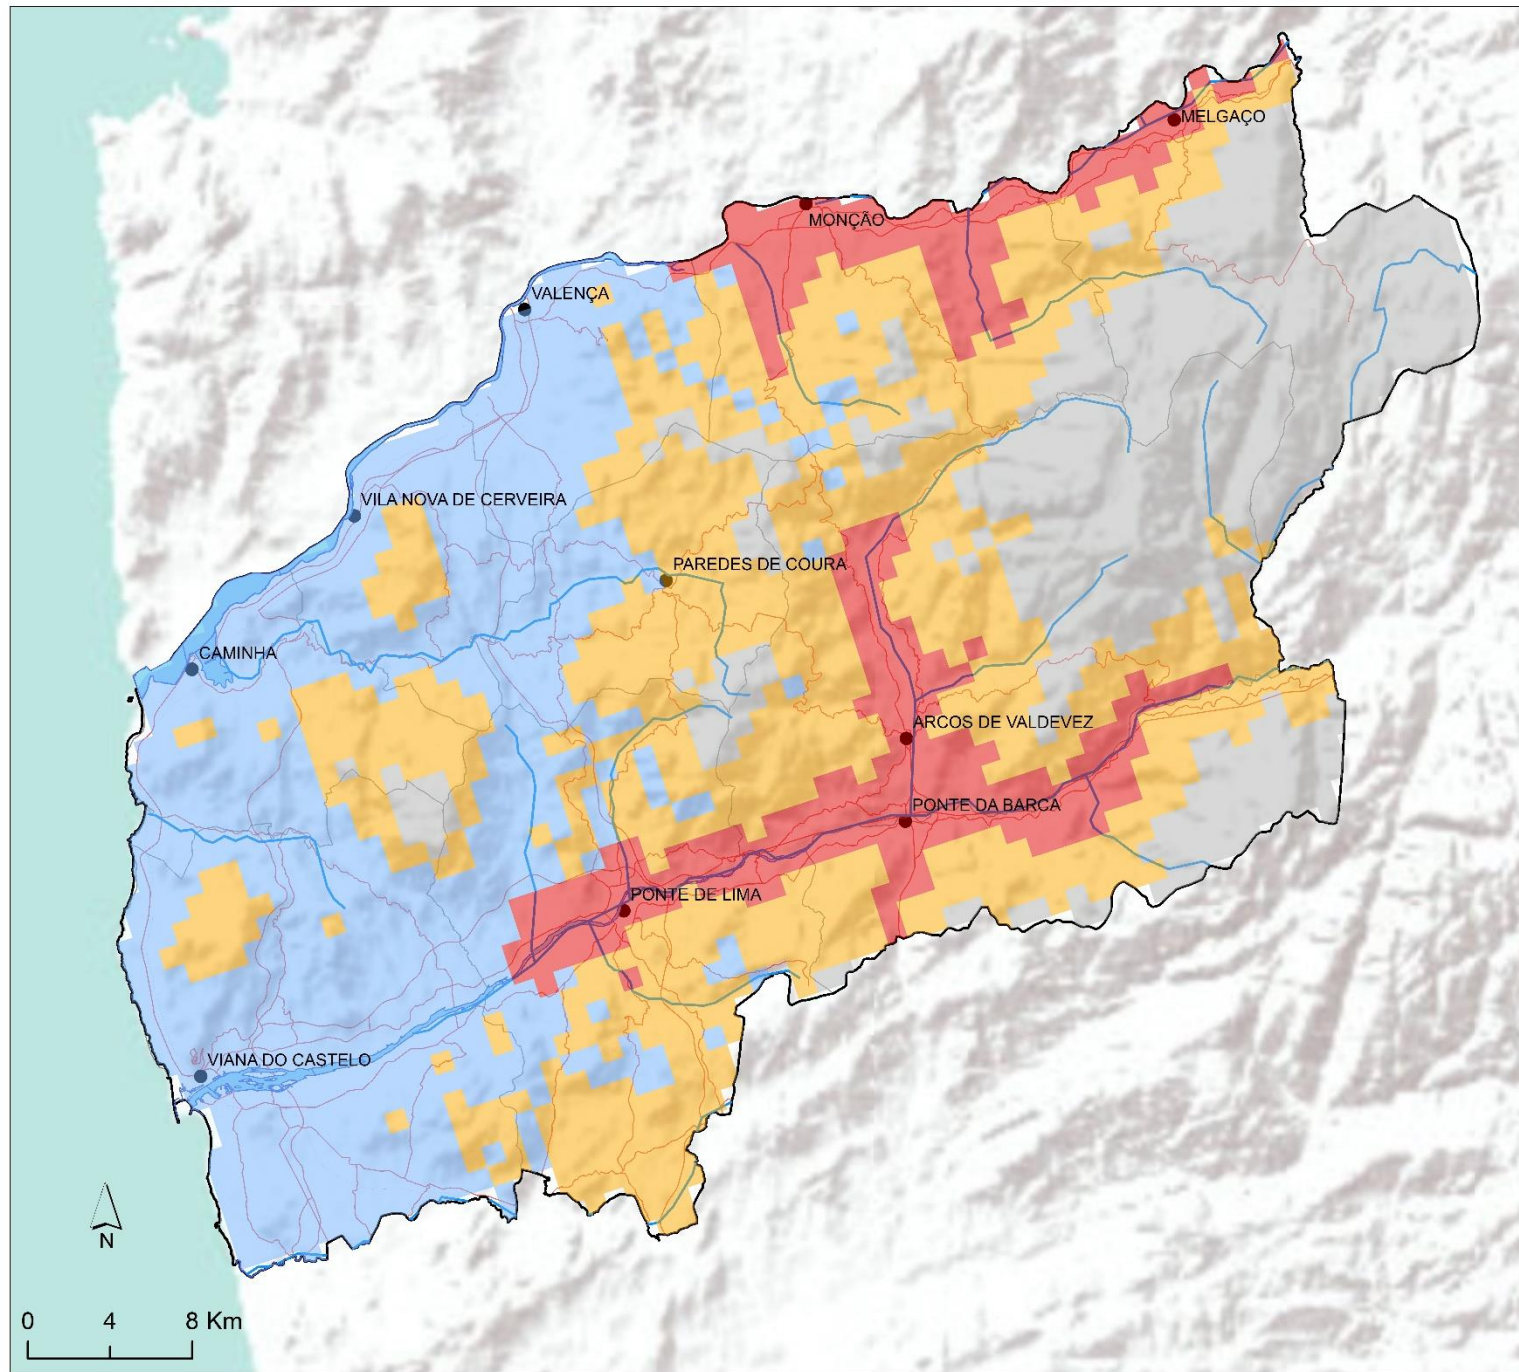 MELGAÇO
MONÇÃO
VALENÇA
VILA NOVA DE CERVEIRA
PAREDES DE COURA
CAMINHA
ARCOS DE VALDEVEZ
PONTE DA BARCA
PONTE DE LIMA
VIANA DO CASTELO
N
0 4 8 Km